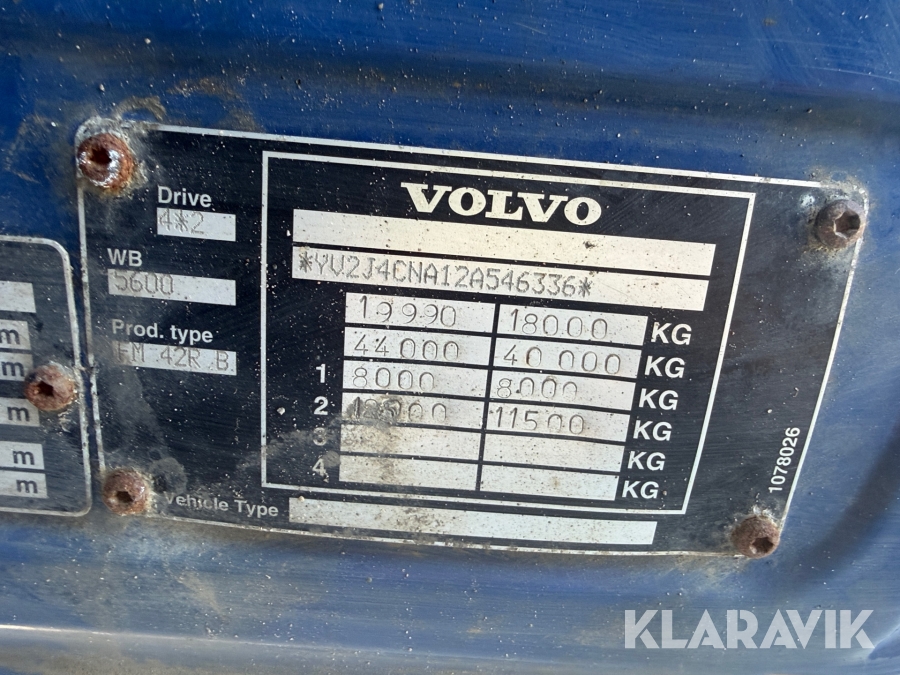 VOLVO
Drive
4*2
*YV2J4CNA12A546336*
WB
5600
19990 18000 KG
Prod. type
FM 42R B
44000 40000 KG
1 8000 8000 KG
2 11500 KG
3 KG
4 KG
Vehicle Type
1078026
m
m
m
m
m
KLARAVIK